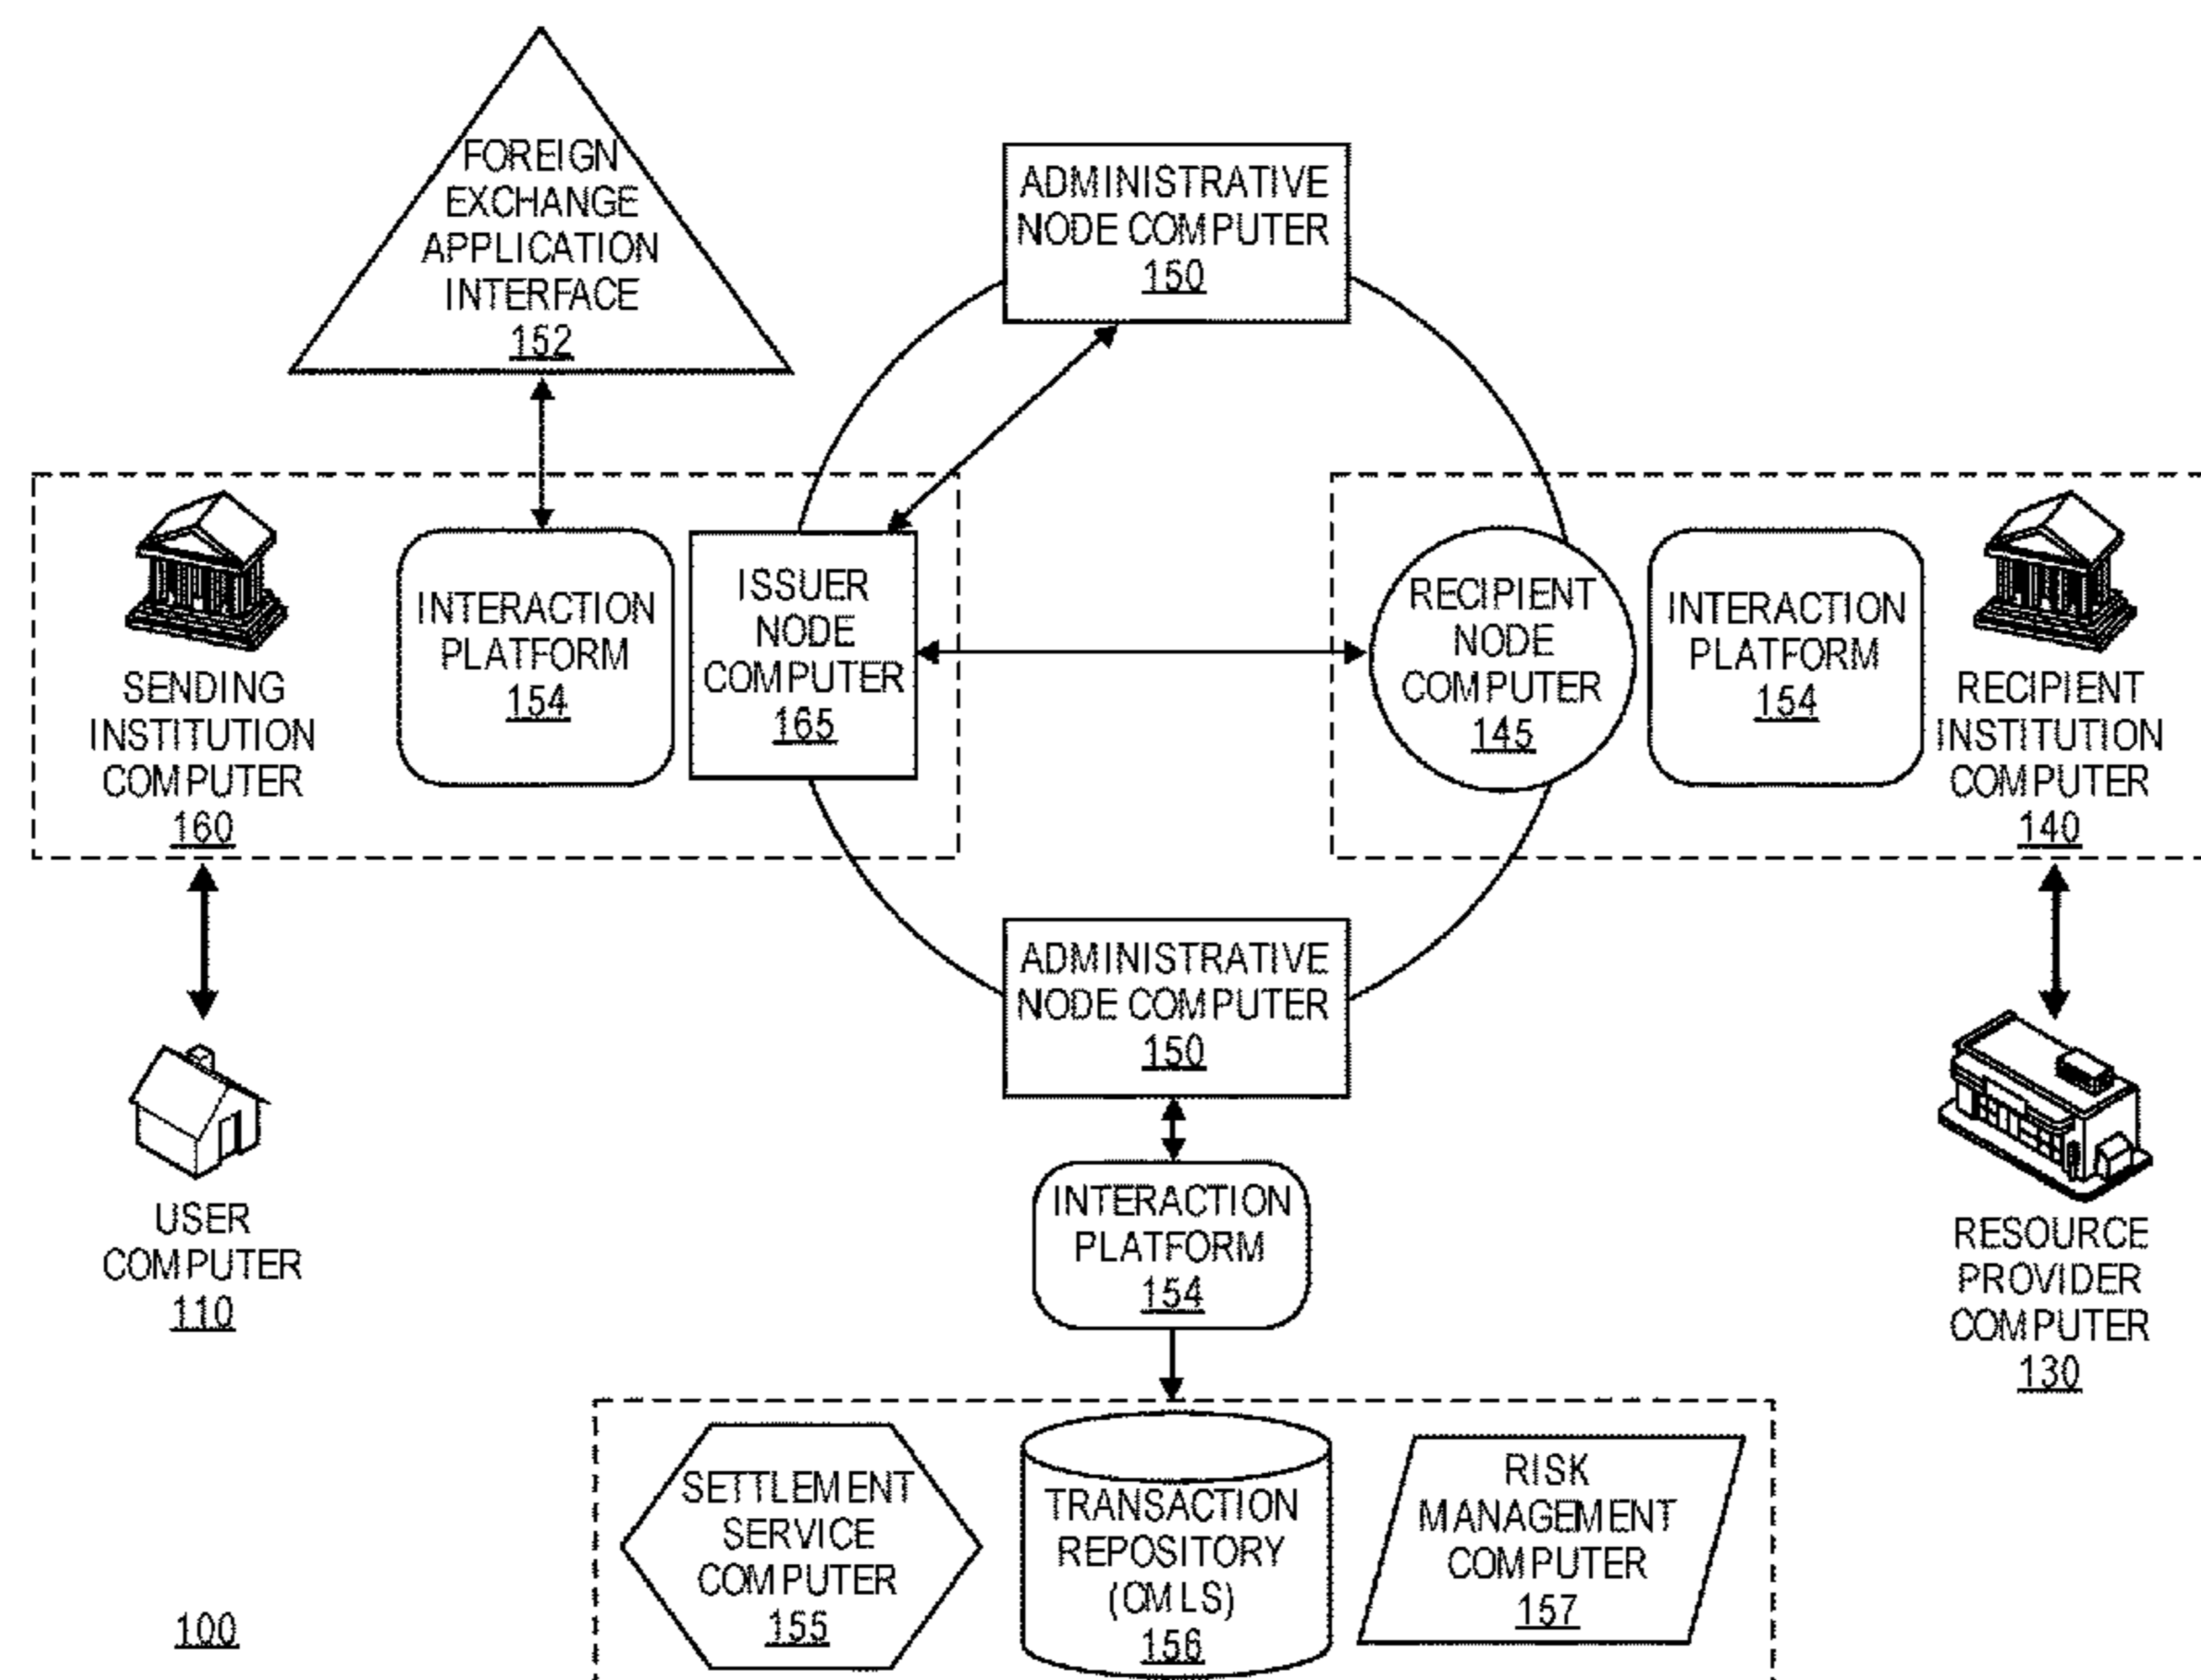 FOREIGN
EXCHANGE
APPLICATION
INTERFACE
152
ADMINISTRATIVE
NODE COMPUTER
150
SENDING
INSTITUTION
COMPUTER
160
INTERACTION
PLATFORM
154
ISSUER
NODE
COMPUTER
165
RECIPIENT
NODE
COMPUTER
145
INTERACTION
PLATFORM
154
RECIPIENT
INSTITUTION
COMPUTER
140
ADMINISTRATIVE
NODE COMPUTER
150
USER
COMPUTER
110
INTERACTION
PLATFORM
154
RESOURCE
PROVIDER
COMPUTER
130
SETTLEMENT
SERVICE
COMPUTER
155
TRANSACTION
REPOSITORY
(CMLS)
156
RISK
MANAGEMENT
COMPUTER
157
100